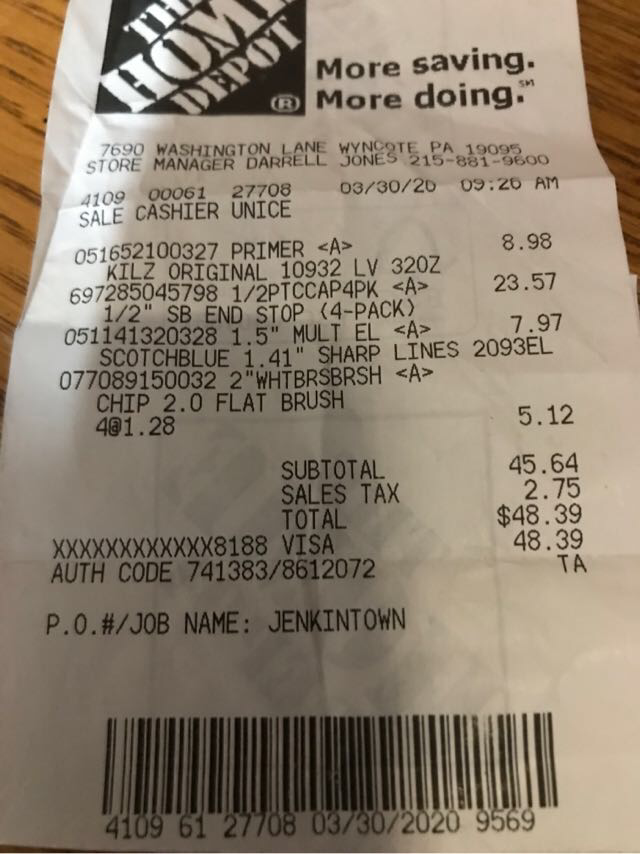 THE
HOME
DEPOT
®
More saving.
More doing.℠
7690 WASHINGTON LANE WYNCOTE PA 19095
STORE MANAGER DARRELL JONES 215-881-9600
4109 00061 27708 03/30/20 09:26 AM
SALE CASHIER UNICE
051652100327 PRIMER <A> 8.98
KILZ ORIGINAL 10932 LV 32OZ
697285045798 1/2PTCCAP4PK <A> 23.57
1/2" SB END STOP (4-PACK)
051141320328 1.5" MULT EL <A> 7.97
SCOTCHBLUE 1.41" SHARP LINES 2093EL
077089150032 2"WHTBRSBRSH <A>
CHIP 2.0 FLAT BRUSH
4@1.28 5.12
SUBTOTAL 45.64
SALES TAX 2.75
TOTAL $48.39
XXXXXXXXXXXX8188 VISA 48.39
AUTH CODE 741383/8612072 TA
P.O.#/JOB NAME: JENKINTOWN
4109 61 27708 03/30/2020 9569